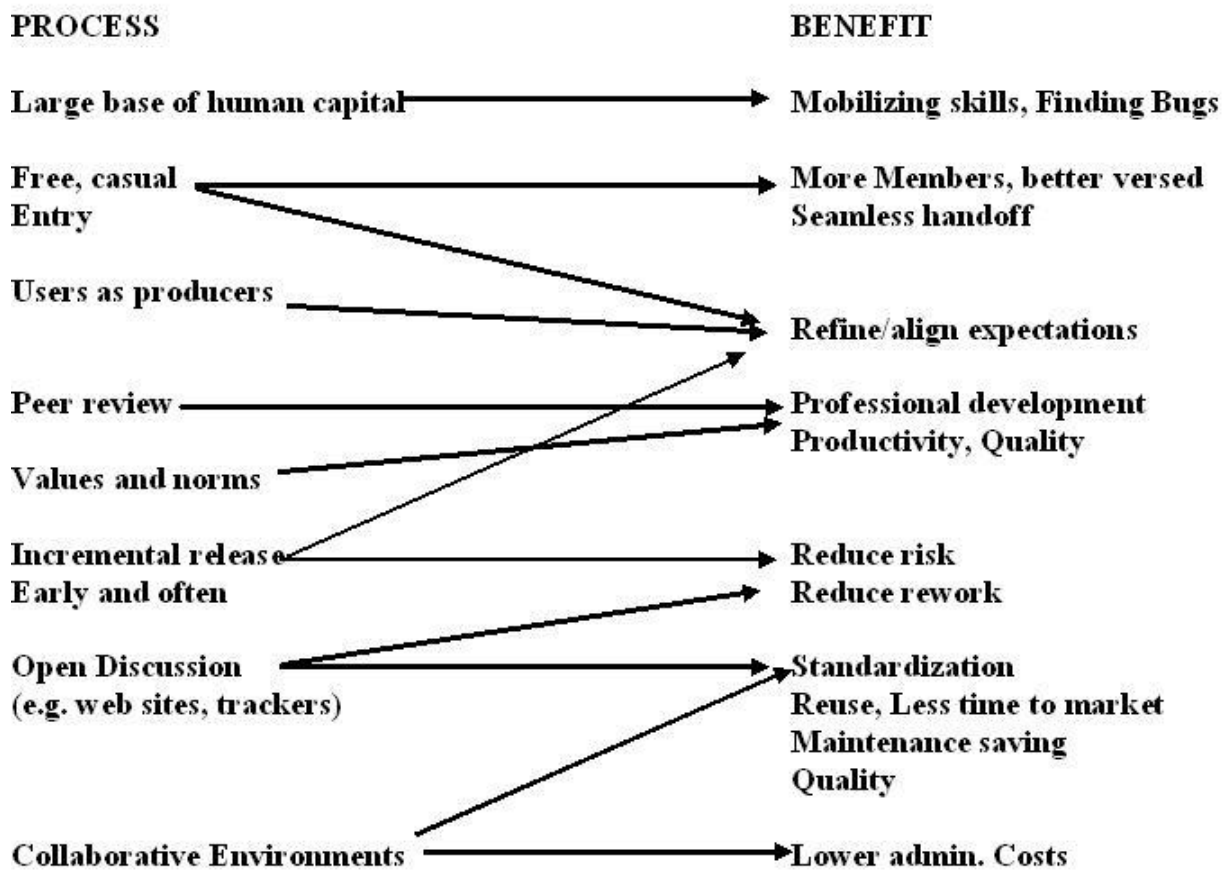 PROCESS
BENEFIT
Large base of human capital
Mobilizing skills, Finding Bugs
Free, casual
Entry
More Members, better versed
Seamless handoff
Users as producers
Refine/align expectations
Peer review
Professional development
Productivity, Quality
Values and norms
Incremental release
Early and often
Reduce risk
Reduce rework
Open Discussion
(e.g. web sites, trackers)
Standardization
Reuse, Less time to market
Maintenance saving
Quality
Collaborative Environments
Lower admin. Costs